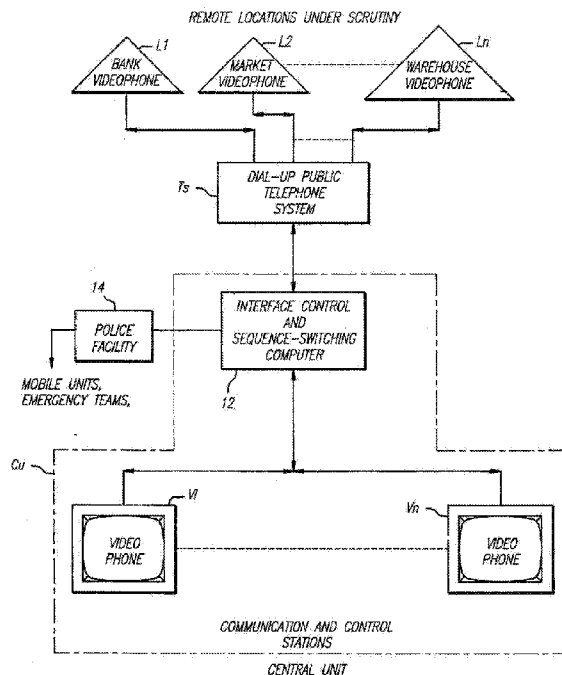 REMOTE LOCATIONS UNDER SCRUTINY
L1
L2
Ln
BANK
VIDEOPHONE
MARKET
VIDEOPHONE
WAREHOUSE
VIDEOPHONE
Ts
DIAL-UP PUBLIC
TELEPHONE
SYSTEM
14
POLICE
FACILITY
INTERFACE CONTROL
AND
SEQUENCE-SWITCHING
COMPUTER
12
MOBILE UNITS,
EMERGENCY TEAMS,
Cu
V1
Vn
VIDEO
PHONE
VIDEO
PHONE
COMMUNICATION AND CONTROL
STATIONS
CENTRAL UNIT